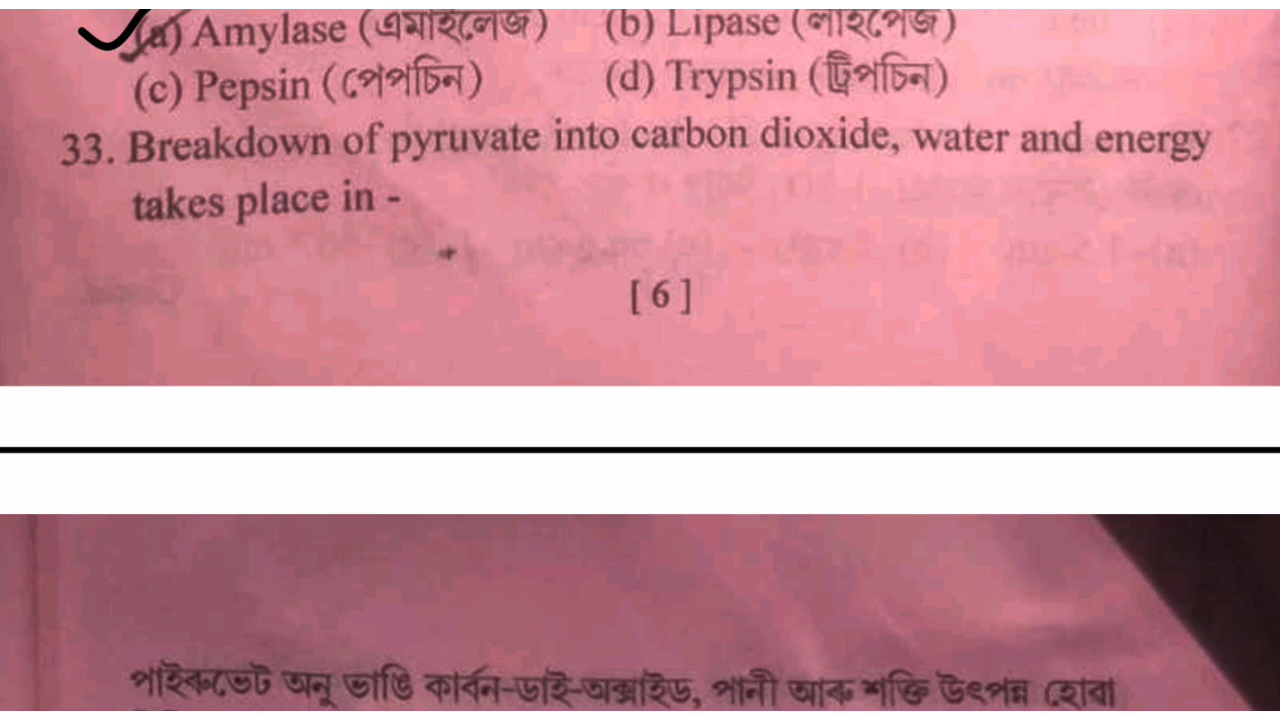 (a) Amylase (এমাইলেজ) (b) Lipase (লাইপেজ)
(c) Pepsin (পেপচিন) (d) Trypsin (ট্ৰিপচিন)
33. Breakdown of pyruvate into carbon dioxide, water and energy
takes place in -
[ 6 ]
পাইৰুভেট অনু ভাঙি কাৰ্বন-ডাই-অক্সাইড, পানী আৰু শক্তি উৎপন্ন হোৱা